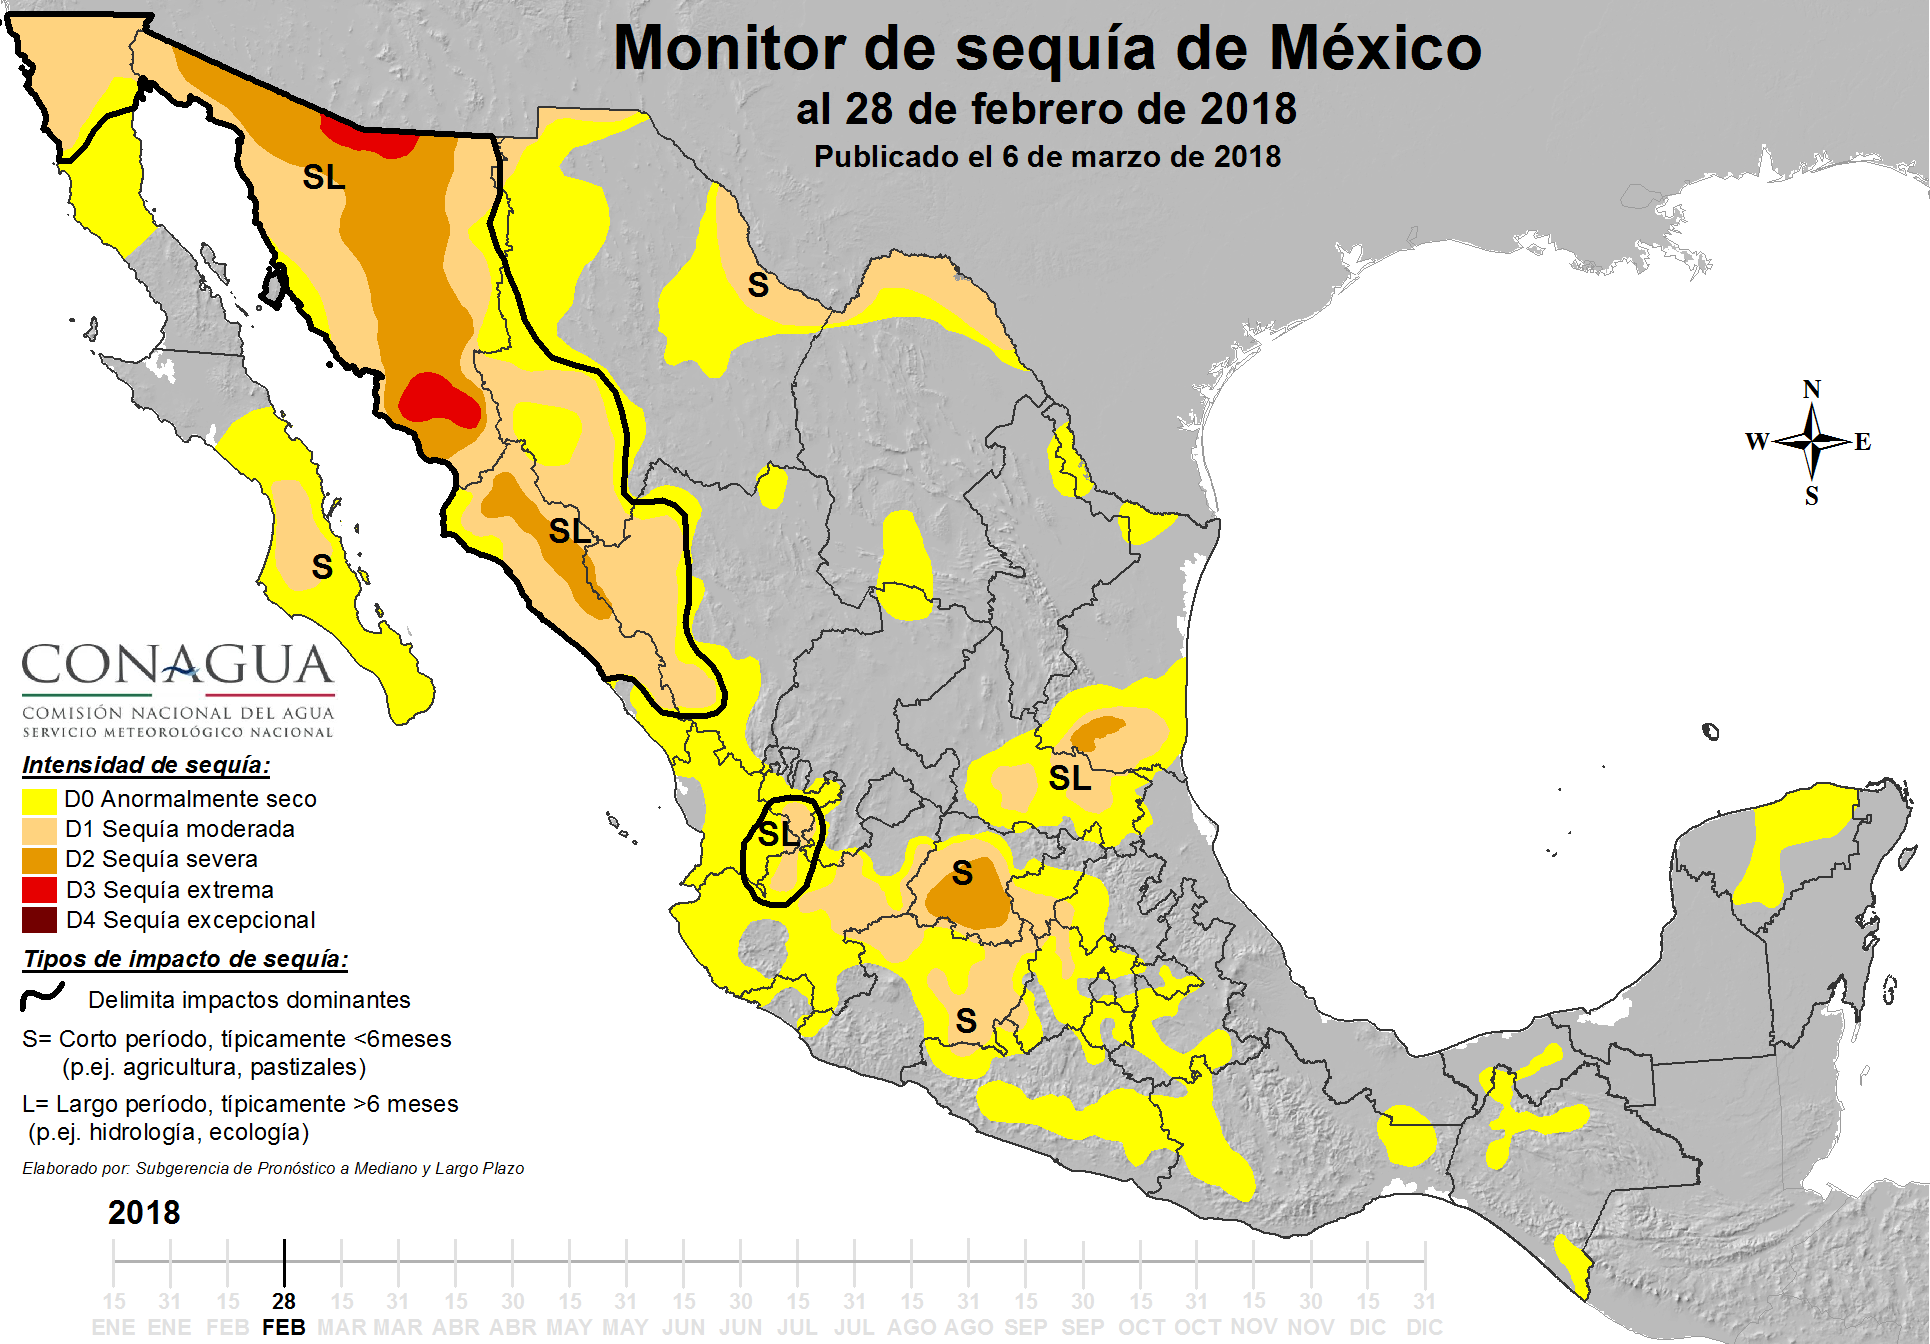 Monitor de sequía de México
al 28 de febrero de 2018
Publicado el 6 de marzo de 2018
SL
S
N
W E
S
SL
S
CONAGUA
COMISIÓN NACIONAL DEL AGUA
SERVICIO METEOROLÓGICO NACIONAL
Intensidad de sequía:
D0 Anormalmente seco
D1 Sequía moderada
D2 Sequía severa
D3 Sequía extrema
D4 Sequía excepcional
SL
SL
S
S
Tipos de impacto de sequía:
Delimita impactos dominantes
S= Corto período, típicamente <6meses
(p.ej. agricultura, pastizales)
L= Largo período, típicamente >6 meses
(p.ej. hidrología, ecología)
Elaborado por: Subgerencia de Pronóstico a Mediano y Largo Plazo
2018
15 31 15 28 15 31 15 30 15 31 15 30 15 31 15 31 15 30 15 31 15 30 15 31
ENE ENE FEB FEB MAR MAR ABR ABR MAY MAY JUN JUN JUL JUL AGO AGO SEP SEP OCT OCT NOV NOV DIC DIC